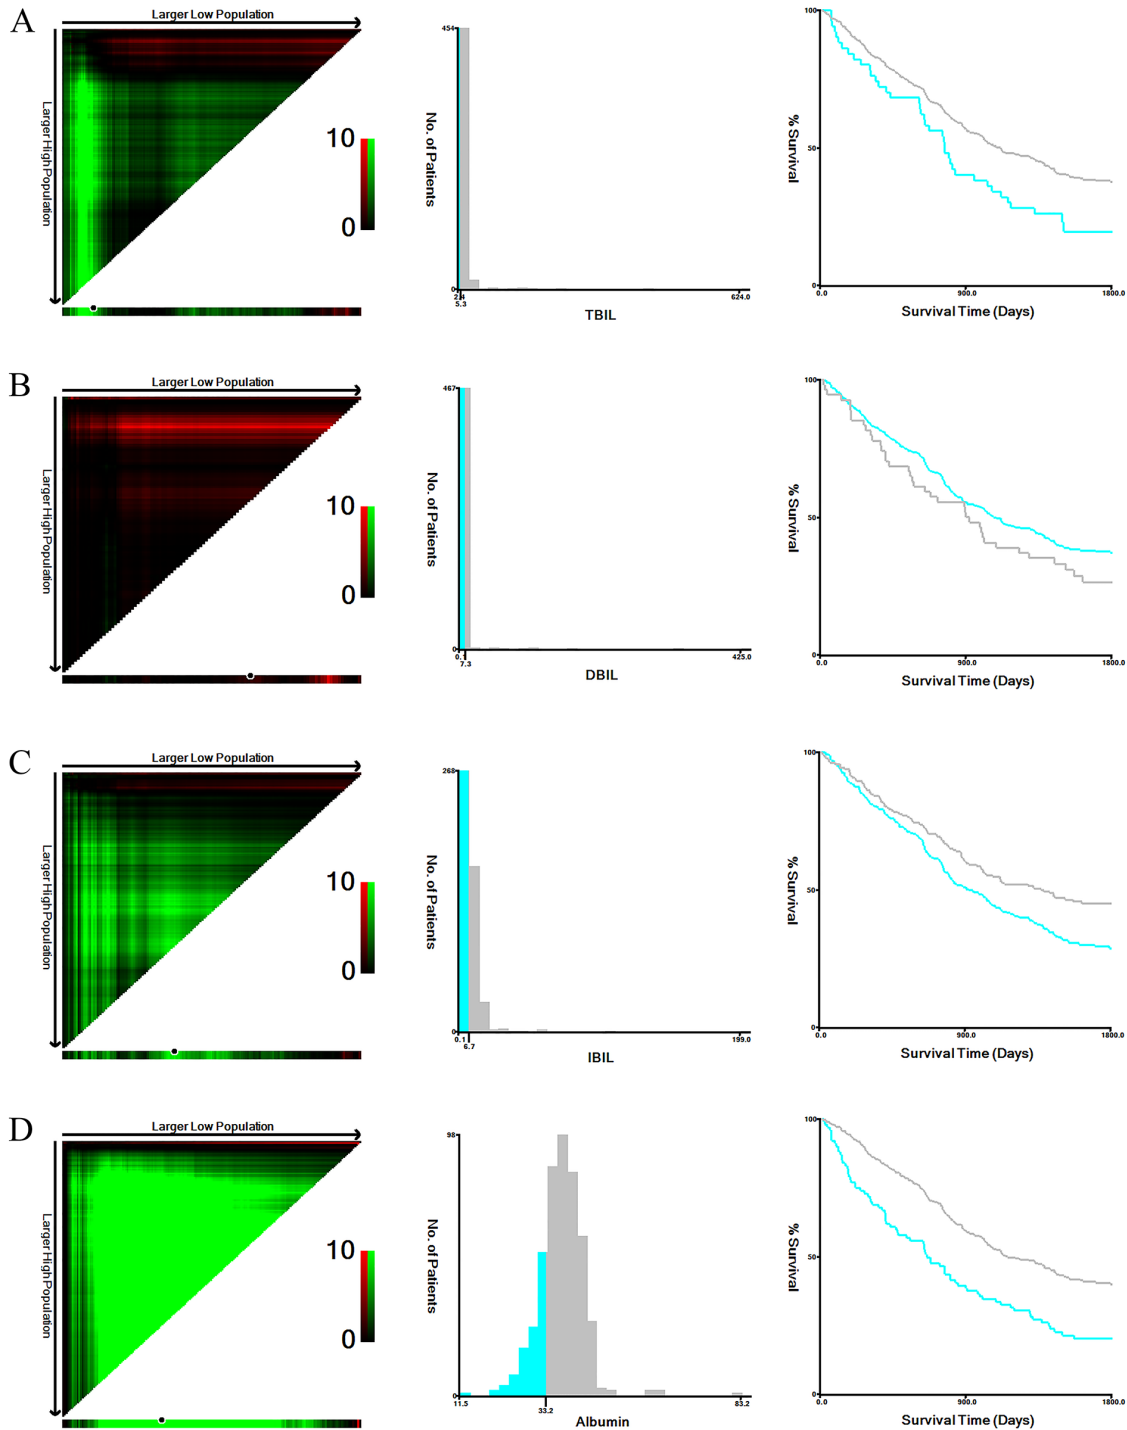 A
Larger Low Population
Larger High Population
10
0
454
No. of Patients
0
2.4
5.3
624.0
TBIL
100
% Survival
50
0
0.0
900.0
1800.0
Survival Time (Days)
B
Larger Low Population
Larger High Population
10
0
467
No. of Patients
0
0.1
7.3
425.0
DBIL
100
% Survival
50
0
0.0
900.0
1800.0
Survival Time (Days)
C
Larger Low Population
Larger High Population
10
0
268
No. of Patients
0
0.1
6.7
199.0
IBIL
100
% Survival
50
0
0.0
900.0
1800.0
Survival Time (Days)
D
Larger Low Population
Larger High Population
10
0
98
No. of Patients
0
11.5
33.2
83.2
Albumin
100
% Survival
50
0
0.0
900.0
1800.0
Survival Time (Days)